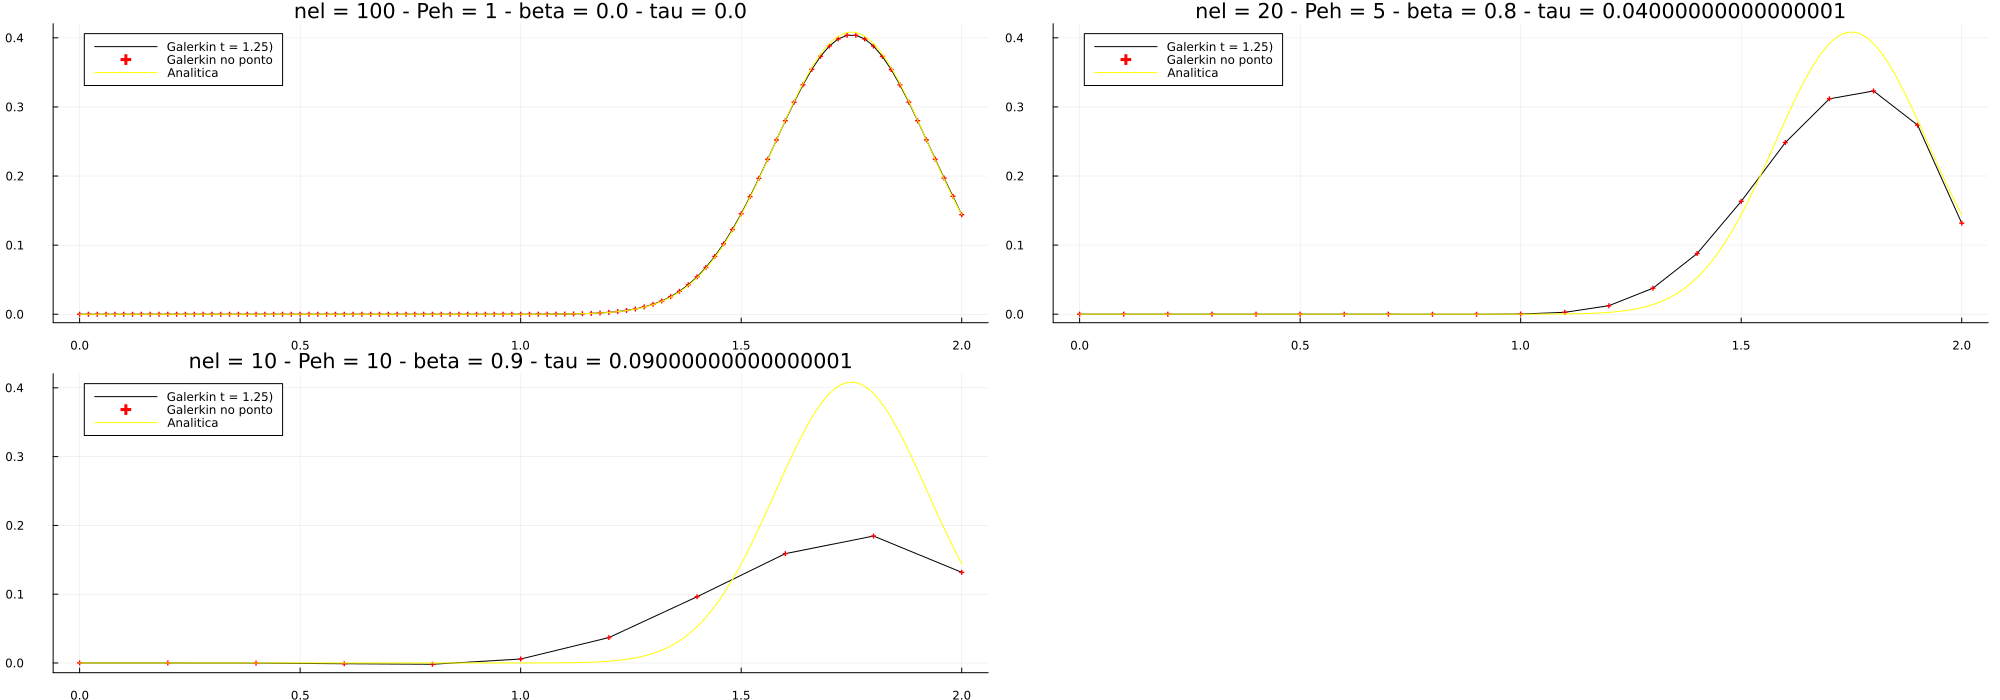 nel = 100 - Peh = 1 - beta = 0.0 - tau = 0.0
0.4
0.3
0.2
0.1
0.0
Galerkin t = 1.25)
Galerkin no ponto
Analitica
0.0 0.5 1.0 1.5 2.0
nel = 20 - Peh = 5 - beta = 0.8 - tau = 0.04000000000000001
0.4
0.3
0.2
0.1
0.0
Galerkin t = 1.25)
Galerkin no ponto
Analitica
0.0 0.5 1.0 1.5 2.0
nel = 10 - Peh = 10 - beta = 0.9 - tau = 0.09000000000000001
0.4
0.3
0.2
0.1
0.0
Galerkin t = 1.25)
Galerkin no ponto
Analitica
0.0 0.5 1.0 1.5 2.0